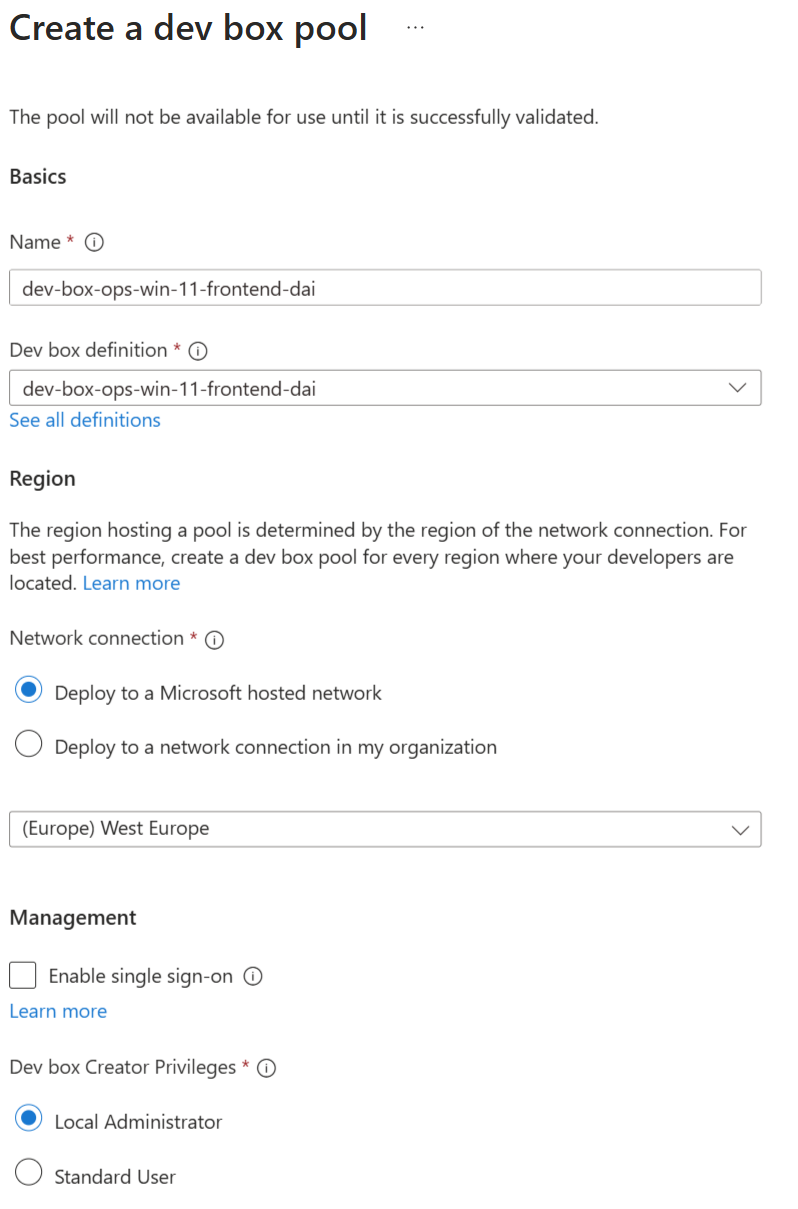 Create a dev box pool ...
The pool will not be available for use until it is successfully validated.
Basics
Name *
dev-box-ops-win-11-frontend-dai
Dev box definition *
dev-box-ops-win-11-frontend-dai
See all definitions
Region
The region hosting a pool is determined by the region of the network connection. For
best performance, create a dev box pool for every region where your developers are
located. Learn more
Network connection *
Deploy to a Microsoft hosted network
Deploy to a network connection in my organization
(Europe) West Europe
Management
Enable single sign-on
Learn more
Dev box Creator Privileges *
Local Administrator
Standard User